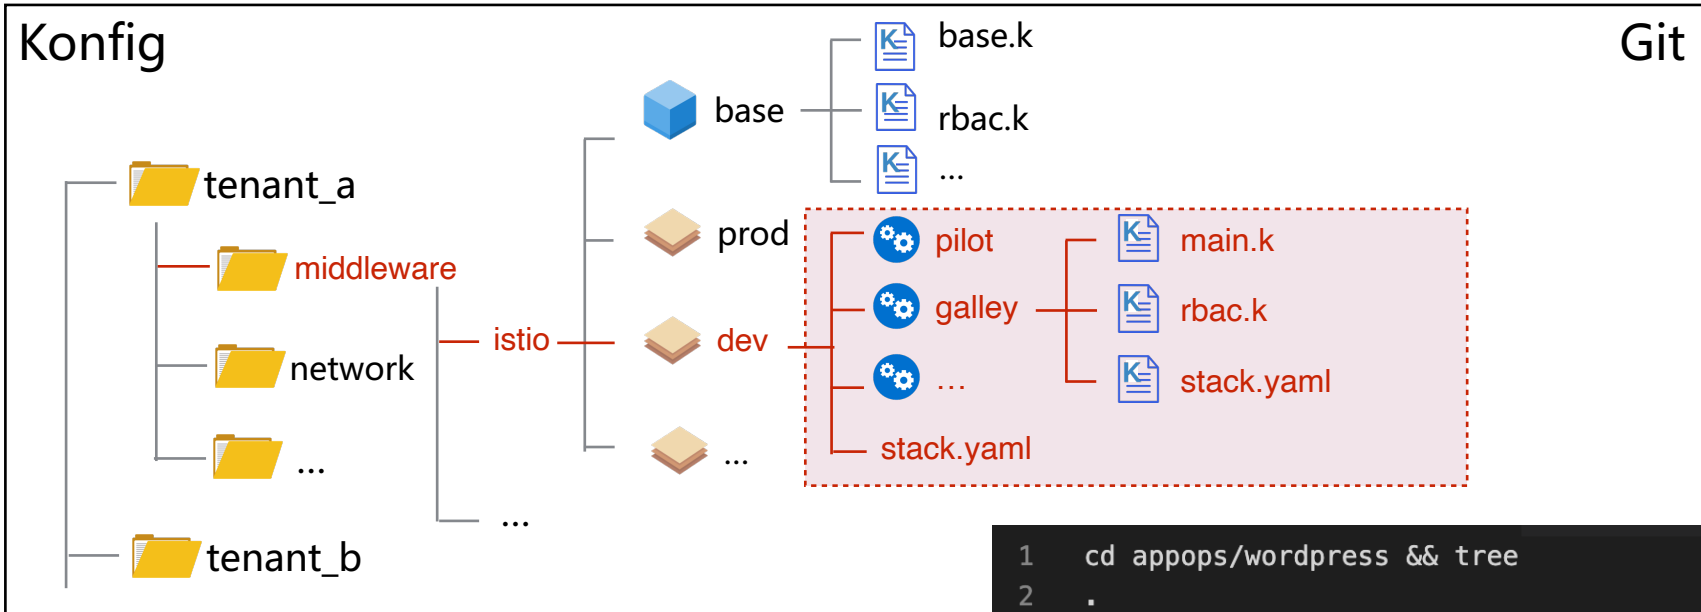 Konfig
Git
base.k
base
rbac.k
...
tenant_a
prod
pilot
main.k
middleware
galley
rbac.k
istio
dev
network
...
stack.yaml
stack.yaml
...
...
...
tenant_b
1 cd appops/wordpress && tree
2 .